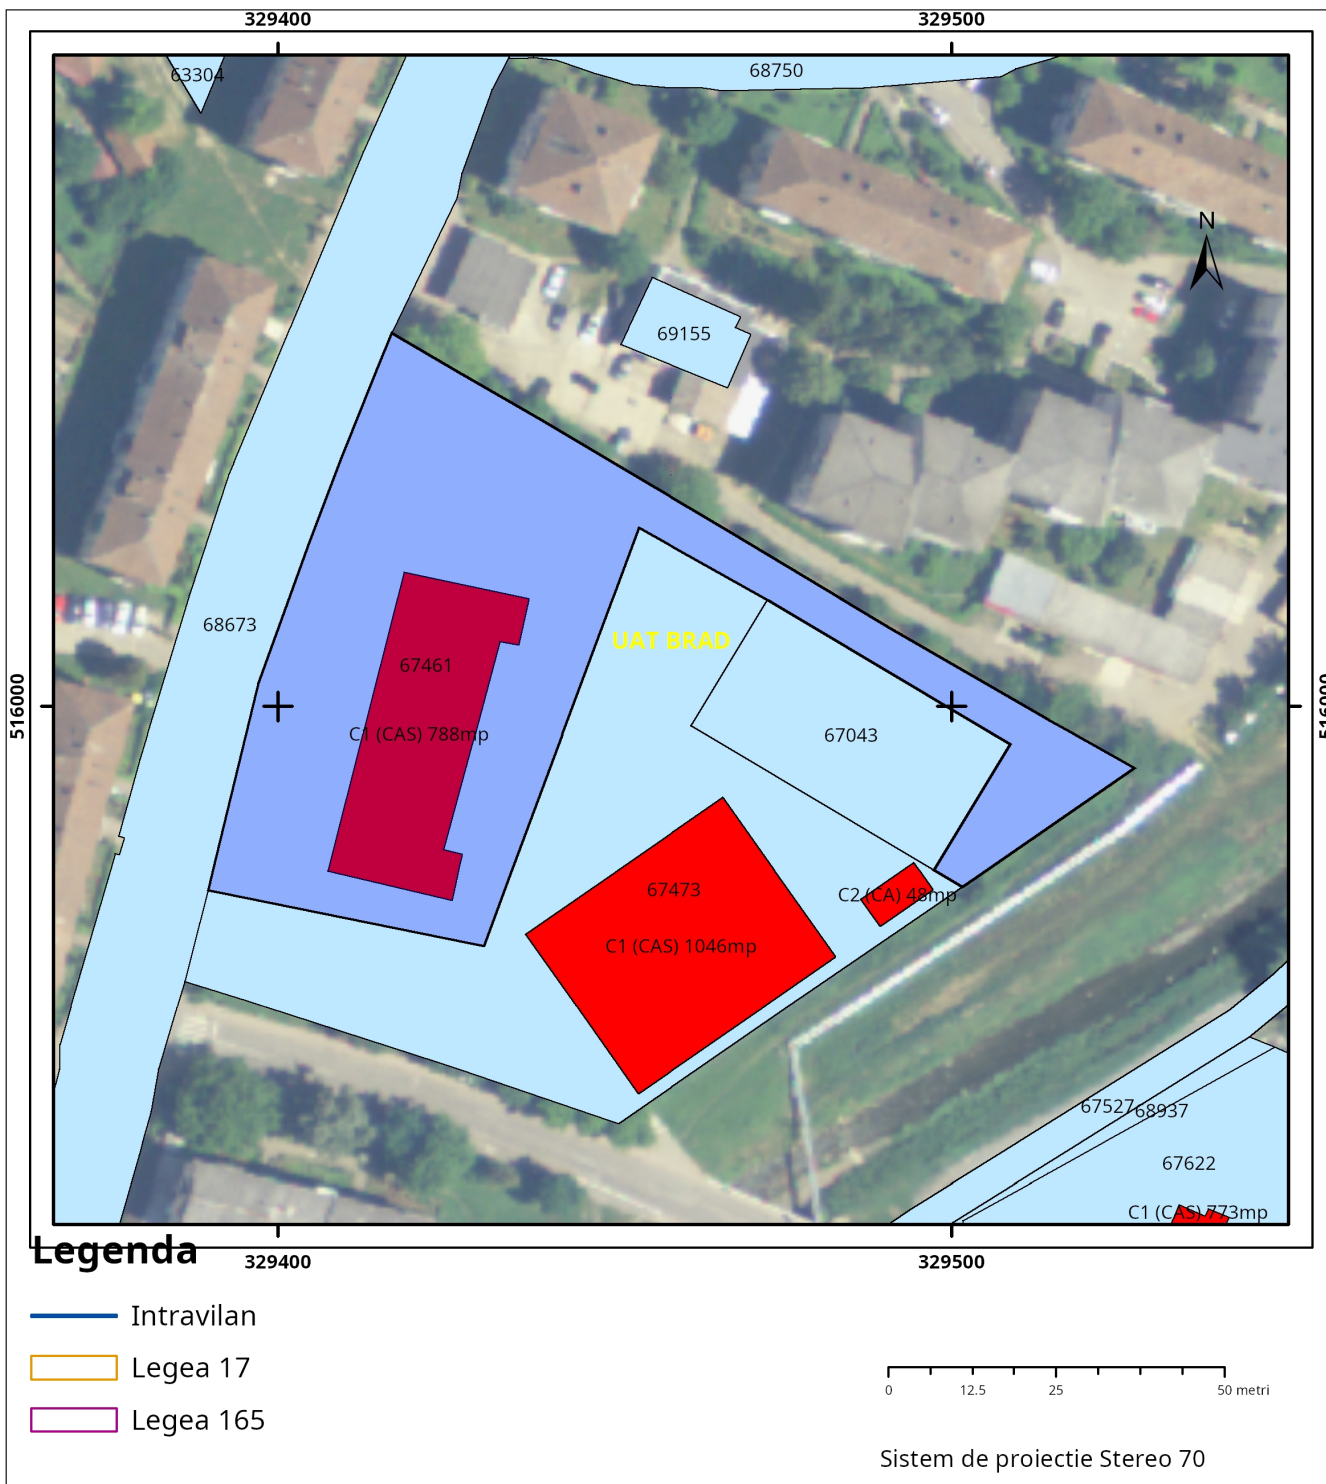 329400
329500
63304
68750
N
69155
68673
UAT BRAD
67461
516000
516000
C1 (CAS) 788mp
67043
67473
C2 (CA) 48mp
C1 (CAS) 1046mp
67527
68937
67622
C1 (CAS) 773mp
329400
329500
Legenda
Intravilan
Legea 17
Legea 165
0
12.5
25
50 metri
Sistem de proiectie Stereo 70